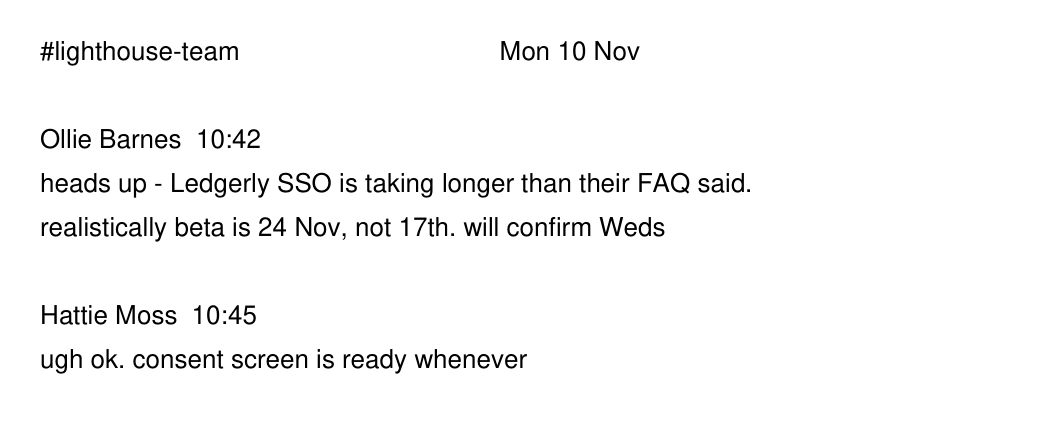 #lighthouse-team Mon 10 Nov
Ollie Barnes 10:42
heads up - Ledgerly SSO is taking longer than their FAQ said.
realistically beta is 24 Nov, not 17th. will confirm Weds
Hattie Moss 10:45
ugh ok. consent screen is ready whenever